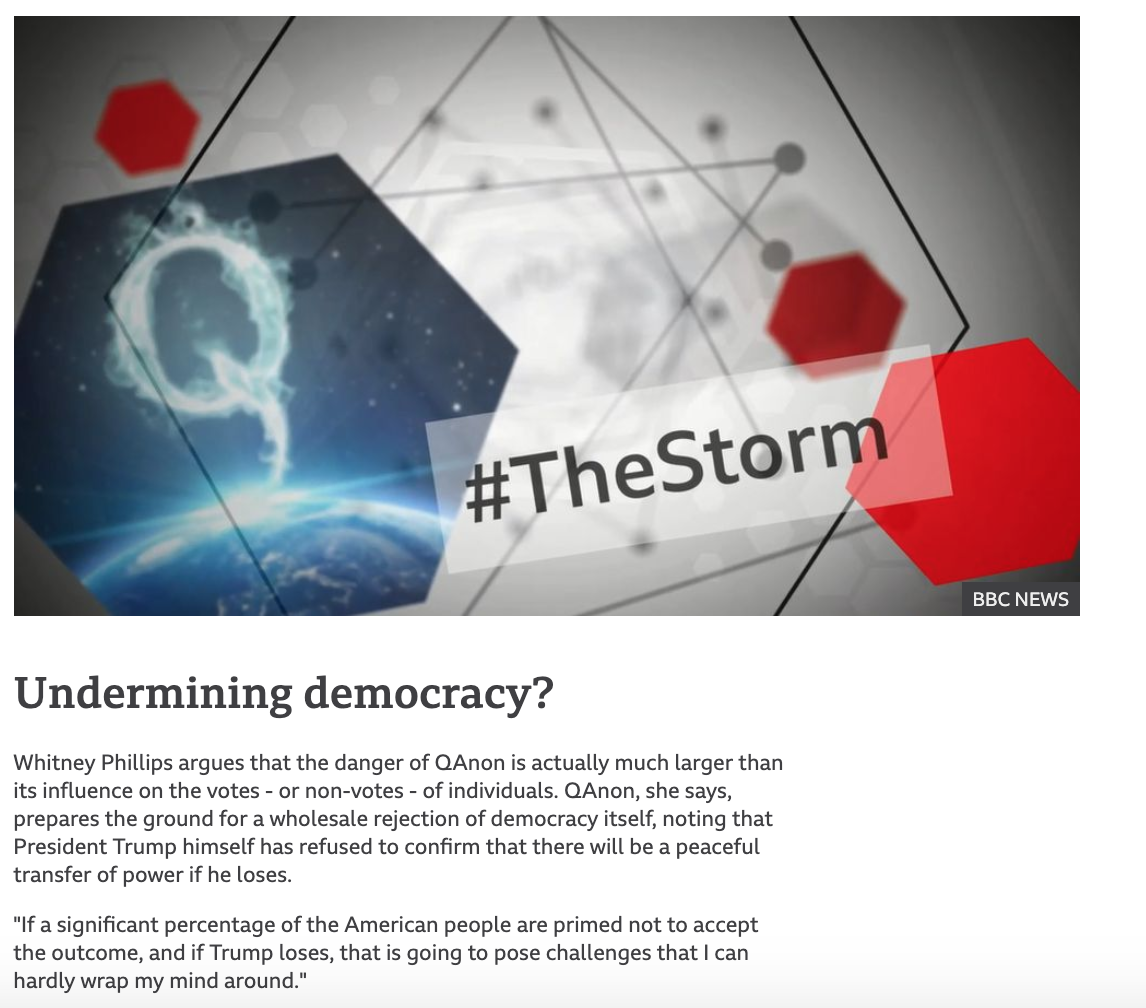 Q
#TheStorm
BBC NEWS
Undermining democracy?
Whitney Phillips argues that the danger of QAnon is actually much larger than
its influence on the votes - or non-votes - of individuals. QAnon, she says,
prepares the ground for a wholesale rejection of democracy itself, noting that
President Trump himself has refused to confirm that there will be a peaceful
transfer of power if he loses.
"If a significant percentage of the American people are primed not to accept
the outcome, and if Trump loses, that is going to pose challenges that I can
hardly wrap my mind around."